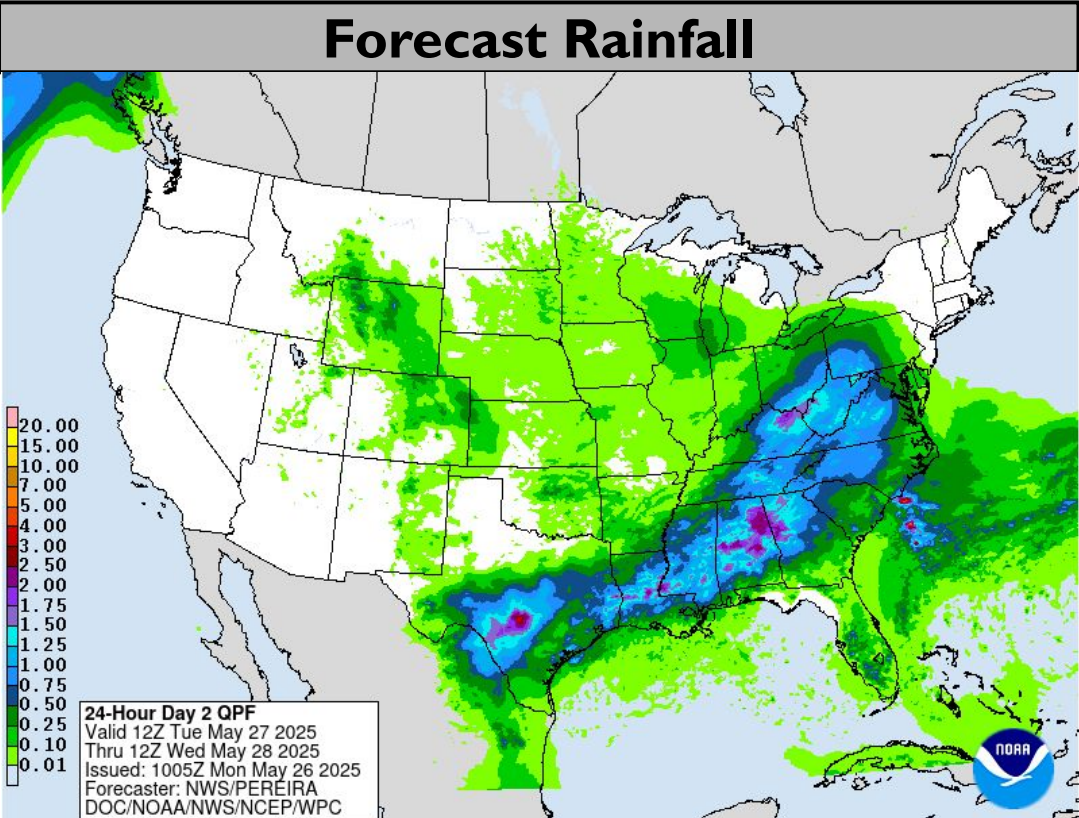 Forecast Rainfall
20.00
15.00
10.00
7.00
5.00
4.00
3.00
2.50
2.00
1.75
1.50
1.25
1.00
0.75
0.50
0.25
0.10
0.01
24-Hour Day 2 QPF
Valid 12Z Tue May 27 2025
Thru 12Z Wed May 28 2025
Issued: 1005Z Mon May 26 2025
Forecaster: NWS/PEREIRA
DOC/NOAA/NWS/NCEP/WPC
NOAA